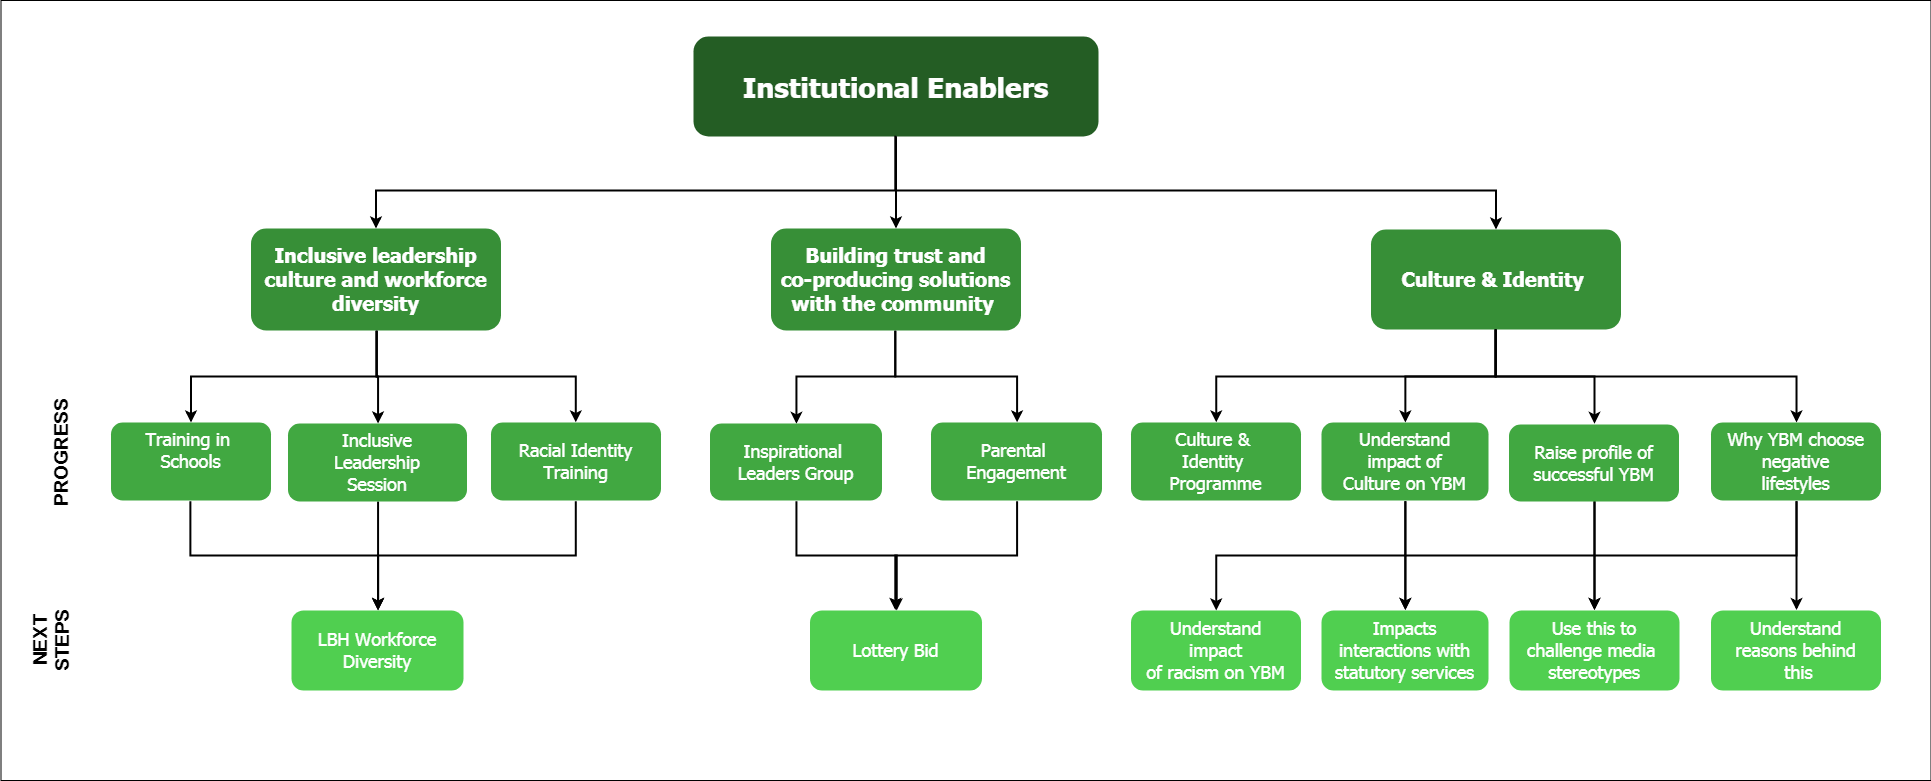 Institutional Enablers
Inclusive leadership
culture and workforce
diversity
Building trust and
co-producing solutions
with the community
Culture & Identity
PROGRESS
Training in
Schools
Inclusive
Leadership
Session
Racial Identity
Training
Inspirational
Leaders Group
Parental
Engagement
Culture &
Identity
Programme
Understand
impact of
Culture on YBM
Raise profile of
successful YBM
Why YBM choose
negative
lifestyles
NEXT
STEPS
LBH Workforce
Diversity
Lottery Bid
Understand
impact
of racism on YBM
Impacts
interactions with
statutory services
Use this to
challenge media
stereotypes
Understand
reasons behind
this